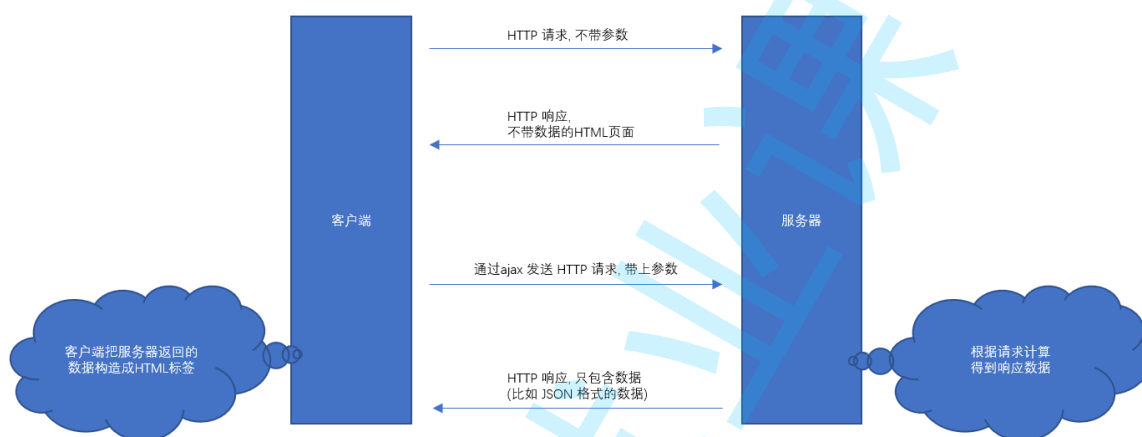 HTTP 请求, 不带参数
HTTP 响应,
不带数据的HTML页面
客户端
服务器
通过ajax 发送 HTTP 请求, 带上参数
客户端把服务器返回的
数据构造成HTML标签
根据请求计算
得到响应数据
HTTP 响应, 只包含数据
(比如 JSON 格式的数据)
业课